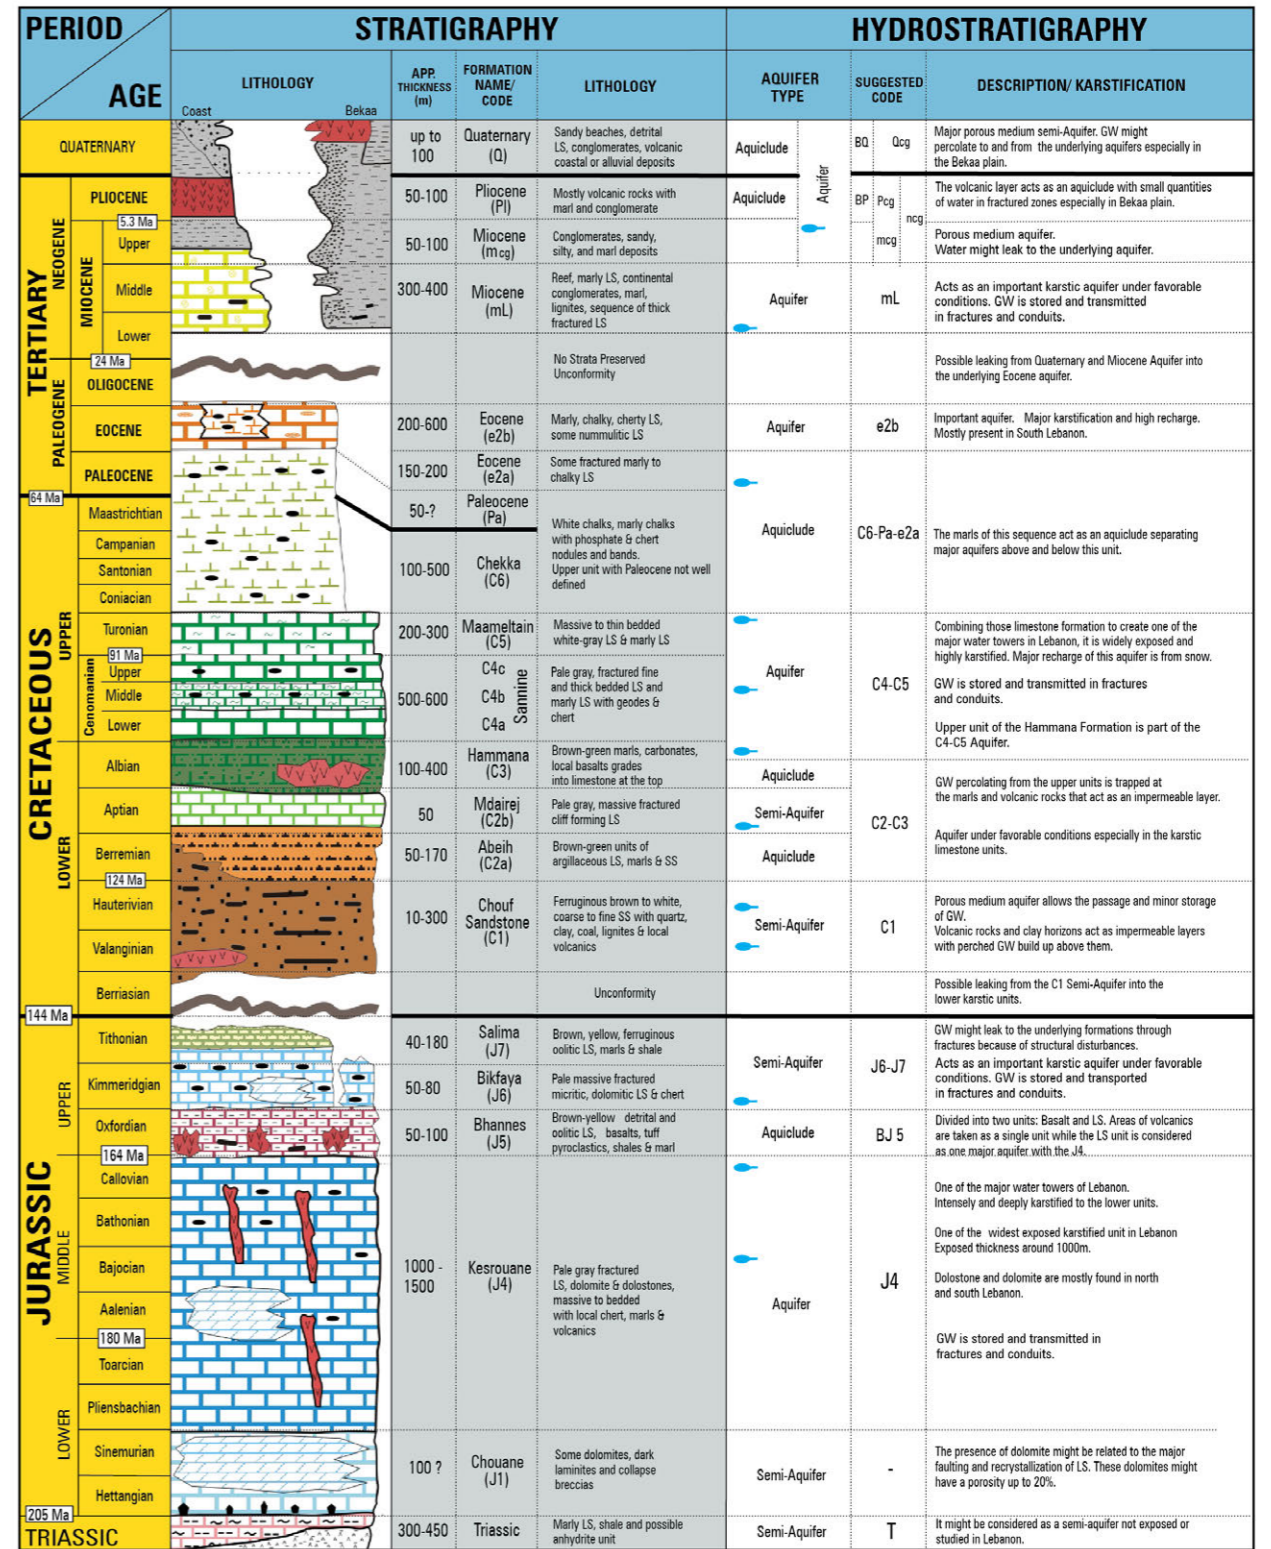 PERIOD
AGE
STRATIGRAPHY
HYDROSTRATIGRAPHY
LITHOLOGY
Coast
Bekaa
APP.
THICKNESS
(m)
FORMATION
NAME/
CODE
LITHOLOGY
AQUIFER
TYPE
SUGGESTED
CODE
DESCRIPTION/ KARSTIFICATION
QUATERNARY
up to
100
Quaternary
(Q)
Sandy beaches, detrital
LS, conglomerates, volcanic
coastal or alluvial deposits
Aquiclude
Aquifer
BQ
Qcg
Major porous medium semi-Aquifer. GW might
percolate to and from the underlying aquifers especially in
the Bekaa plain.
TERTIARY
NEOGENE
PLIOCENE
50-100
Pliocene
(Pl)
Mostly volcanic rocks with
marl and conglomerate
Aquiclude
BP
Pcg
ncg
The volcanic layer acts as an aquiclude with small quantities
of water in fractured zones especially in Bekaa plain.
5.3 Ma
MIOCENE
Upper
50-100
Miocene
(mcg)
Conglomerates, sandy,
silty, and marl deposits
mcg
Porous medium aquifer.
Water might leak to the underlying aquifer.
Middle
Lower
300-400
Miocene
(mL)
Reef, marly LS, continental
conglomerates, marl,
lignites, sequence of thick
fractured LS
Aquifer
mL
Acts as an important karstic aquifer under favorable
conditions. GW is stored and transmitted
in fractures and conduits.
24 Ma
PALEOGENE
OLIGOCENE
No Strata Preserved
Unconformity
Possible leaking from Quaternary and Miocene Aquifer into
the underlying Eocene aquifer.
EOCENE
200-600
Eocene
(e2b)
Marly, chalky, cherty LS,
some nummulitic LS
Aquifer
e2b
Important aquifer. Major karstification and high recharge.
Mostly present in South Lebanon.
PALEOCENE
150-200
Eocene
(e2a)
Some fractured marly to
chalky LS
64 Ma
50-?
Paleocene
(Pa)
Aquiclude
C6-Pa-e2a
The marls of this sequence act as an aquiclude separating
major aquifers above and below this unit.
CRETACEOUS
UPPER
Maastrichtian
Campanian
Santonian
Coniacian
100-500
Chekka
(C6)
White chalks, marly chalks
with phosphate & chert
nodules and bands.
Upper unit with Paleocene not well
defined
Turonian
200-300
Maameltain
(C5)
Massive to thin bedded
white-gray LS & marly LS
Aquifer
C4-C5
Combining those limestone formation to create one of the
major water towers in Lebanon, it is widely exposed and
highly karstified. Major recharge of this aquifer is from snow.
GW is stored and transmitted in fractures
and conduits.
Upper unit of the Hammana Formation is part of the
C4-C5 Aquifer.
91 Ma
Cenomanian
Upper
Middle
Lower
500-600
C4c
C4b
C4a
Sannine
Pale gray, fractured fine
and thick bedded LS and
marly LS with geodes &
chert
LOWER
Albian
100-400
Hammana
(C3)
Brown-green marls, carbonates,
local basalts grades
into limestone at the top
Aquiclude
C2-C3
GW percolating from the upper units is trapped at
the marls and volcanic rocks that act as an impermeable layer.
Aptian
50
Mdairej
(C2b)
Pale gray, massive fractured
cliff forming LS
Semi-Aquifer
Aquifer under favorable conditions especially in the karstic
limestone units.
Berremian
50-170
Abeih
(C2a)
Brown-green units of
argillaceous LS, marls & SS
Aquiclude
124 Ma
Hauterivian
Valanginian
10-300
Chouf
Sandstone
(C1)
Ferruginous brown to white,
coarse to fine SS with quartz,
clay, coal, lignites & local
volcanics
Semi-Aquifer
C1
Porous medium aquifer allows the passage and minor storage
of GW.
Volcanic rocks and clay horizons act as impermeable layers
with perched GW build up above them.
Berriasian
Unconformity
Possible leaking from the C1 Semi-Aquifer into the
lower karstic units.
144 Ma
JURASSIC
UPPER
Tithonian
40-180
Salima
(J7)
Brown, yellow, ferruginous
oolitic LS, marls & shale
Semi-Aquifer
J6-J7
GW might leak to the underlying formations through
fractures because of structural disturbances.
Acts as an important karstic aquifer under favorable
conditions. GW is stored and transported
in fractures and conduits.
Kimmeridgian
50-80
Bikfaya
(J6)
Pale massive fractured
micritic, dolomitic LS & chert
Oxfordian
50-100
Bhannes
(J5)
Brown-yellow detrital and
oolitic LS, basalts, tuff
pyroclastics, shales & marl
Aquiclude
BJ 5
Divided into two units: Basalt and LS. Areas of volcanics
are taken as a single unit while the LS unit is considered
as one major aquifer with the J4.
164 Ma
MIDDLE
Callovian
Bathonian
Bajocian
Aalenian
180 Ma
LOWER
Toarcian
Pliensbachian
1000 -
1500
Kesrouane
(J4)
Pale gray fractured
LS, dolomite & dolostones,
massive to bedded
with local chert, marls &
volcanics
Aquifer
J4
One of the major water towers of Lebanon.
Intensely and deeply karstified to the lower units.
One of the widest exposed karstified unit in Lebanon
Exposed thickness around 1000m.
Dolostone and dolomite are mostly found in north
and south Lebanon.
GW is stored and transmitted in
fractures and conduits.
Sinemurian
Hettangian
100 ?
Chouane
(J1)
Some dolomites, dark
laminites and collapse
breccias
Semi-Aquifer
-
The presence of dolomite might be related to the major
faulting and recrystallization of LS. These dolomites might
have a porosity up to 20%.
205 Ma
TRIASSIC
300-450
Triassic
Marly LS, shale and possible
anhydrite unit
Semi-Aquifer
T
It might be considered as a semi-aquifer not exposed or
studied in Lebanon.